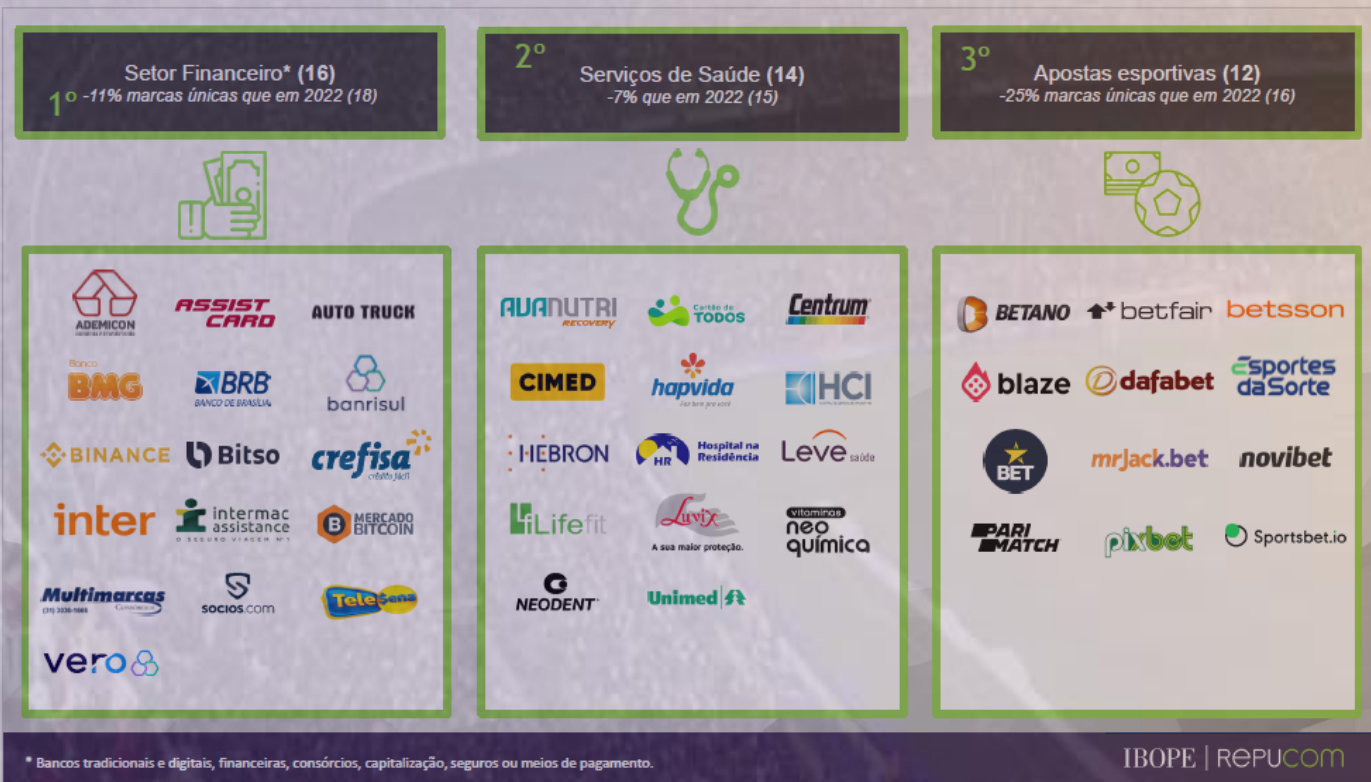 1º
Setor Financeiro* (16)
-11% marcas únicas que em 2022 (18)
2º
Serviços de Saúde (14)
-7% que em 2022 (15)
3º
Apostas esportivas (12)
-25% marcas únicas que em 2022 (16)
ADEMICON
ASSIST
CARD
AUTO TRUCK
Banco
BMG
BRB
BANCO DE BRASÍLIA
banrisul
BINANCE
Bitso
crefisa
crédito fácil
inter
intermac
assistance
O SEGURO VIAGEM Nº1
MERCADO
BITCOIN
Multimarcas
socios.com
TeleSena
vero
AVANUTRI
RECOVERY
Cartão de
TODOS
Centrum
CIMED
hapvida
HCI
HEBRON
HR
Hospital na
Residência
Leve saúde
iLifefit
Luvix
A sua maior proteção.
vitaminas
neo
química
NEODENT
Unimed
BETANO
betfair
betsson
blaze
dafabet
Esportes
da Sorte
BET
mrJack.bet
novibet
PARI
MATCH
pixbet
Sportsbet.io
* Bancos tradicionais e digitais, financeiras, consórcios, capitalização, seguros ou meios de pagamento.
IBOPE | REPUCOM